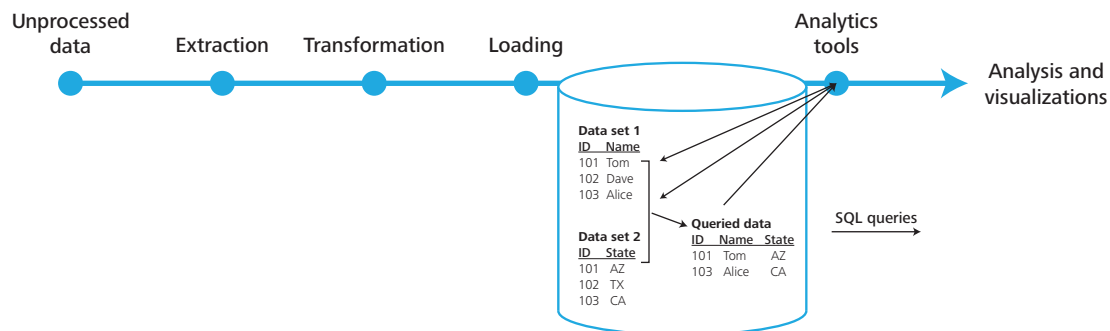 Unprocessed
data
Extraction
Transformation
Loading
Analytics
tools
Analysis and
visualizations
Data set 1
ID Name
101 Tom
102 Dave
103 Alice
Data set 2
ID State
101 AZ
102 TX
103 CA
Queried data
ID Name State
101 Tom AZ
103 Alice CA
SQL queries